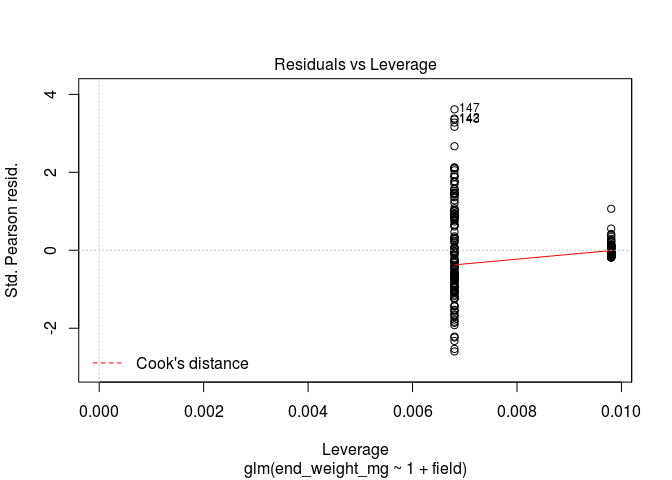 Residuals vs Leverage
Std. Pearson resid.
4
2
0
-2
147
143
Cook's distance
0.000 0.002 0.004 0.006 0.008 0.010
Leverage
glm(end_weight_mg ~ 1 + field)